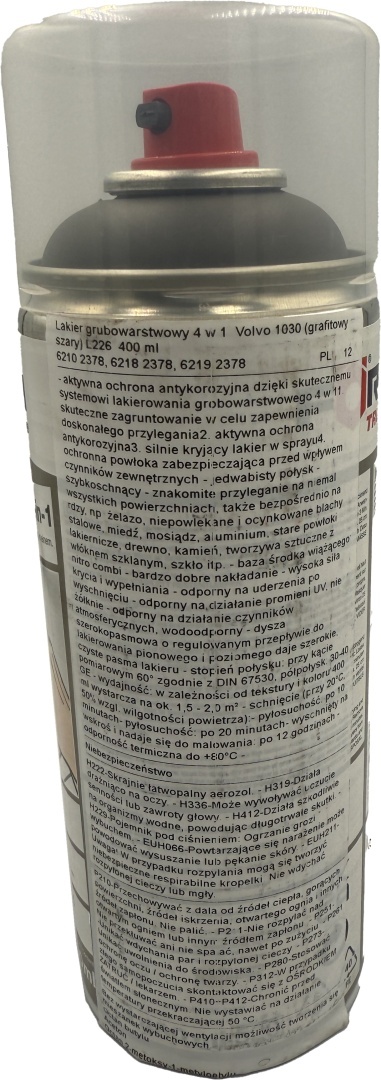 Lakier grubowarstwowy 4 w 1 Volvo 1030 (grafitowy
szary) L226 400 ml
6210 2378, 6218 2378, 6219 2378 PL 12
- aktywna ochrona antykorozyjna dzięki skutecznemu
systemowi lakierowania grobowarstwowego 4 w 11
skuteczne zagruntowanie w celu zapewnienia
doskonałego przylegania2. aktywna ochrona
antykorozyjna3. silnie kryjący lakier w sprayu4.
ochronna powłoka zabezpieczająca przed wpływem
czynników zewnętrznych - jedwabisty połysk -
szybkoschnący - znakomite przyleganie na niemal
wszystkich powierzchniach, także bezpośrednio na
rdzy, np. żelazo, niepowlekane i ocynkowane blachy
stalowe, miedź, mosiądz, aluminium, stare powłoki
lakiernicze, drewno, kamień, tworzywa sztuczne z
włóknem szklanym, szkło itp. - baza środka wiążącego
nitro combi - bardzo dobre nakładanie - wysoka siła
krycia i wypełniania - odporny na uderzenia po
wyschnięciu - odporny na działanie promieni UV, nie
żółknie - odporny na działanie czynników
atmosferycznych, wodoodporny - dysza
szerokopasmowa o regulowanym przepływie do
lakierowania pionowego i poziomego daje szerokie,
czyste pasma lakieru - stopień połysku: przy kącie
pomiarowym 60° zgodnie z DIN 67530, półpołysk 30-40
GE - wydajność: w zależności od tekstury i koloru 400
ml wystarcza na ok. 1,5 - 2,0 m² - schnięcie (przy 20°C,
50% wzgl. wilgotności powietrza):- pyłosuchość: po 10
minutach- pyłosuchość: po 20 minutach- wyschnięty na
wskroś i nadaje się do malowania: po 12 godzinach -
odporność termiczna do +80°C -
Niebezpieczeństwo
H222-Skrajnie łatwopalny aerozol. - H319-Działa
drażniąco na oczy. - H336-Może wywoływać uczucie
senności lub zawroty głowy. - H412-Działa szkodliwie
na organizmy wodne, powodując długotrwałe skutki. -
H229-Pojemnik pod ciśnieniem: Ogrzanie grozi
wybuchem. - EUH066-Powtarzające się narażenie może
powodować wysuszanie lub pękanie skóry. - EUH211-
Uwaga! W przypadku rozpylania mogą się tworzyć
niebezpieczne respirabilne kropelki. Nie wdychać
rozpylonej cieczy lub mgły.
P210-Przechowywać z dala od źródeł ciepła, gorących
powierzchni, źródeł iskrzenia, otwartego ognia i innych
źródeł zapłonu. Nie palić. - P211-Nie rozpylać nad
otwartym ogniem lub innym źródłem zapłonu. - P251-
Nie przekłuwać ani nie spalać, nawet po zużyciu. - P261
wdychania par i rozpylonej cieczy. - P273-
uwolnienia do środowiska. - P280-Stosować
oczu i ochronę twarzy. - P312-W przypadku
samopoczucia skontaktować się z OŚRODKIEM
lekarzem. - P410+P412-Chronić przed
słonecznym. Nie wystawiać na działanie
temperatury przekraczającej 50 °C.
Bez wystarczającej wentylacji możliwość tworzenia się
2-metoksy-1-metyloetylu